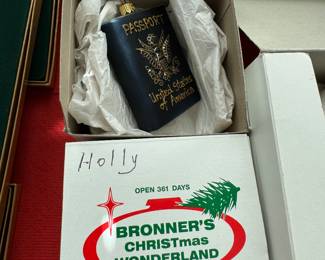 PASSPORT
United States
of America
Holly
OPEN 361 DAYS
BRONNER'S
CHRISTmas
WONDERLAND